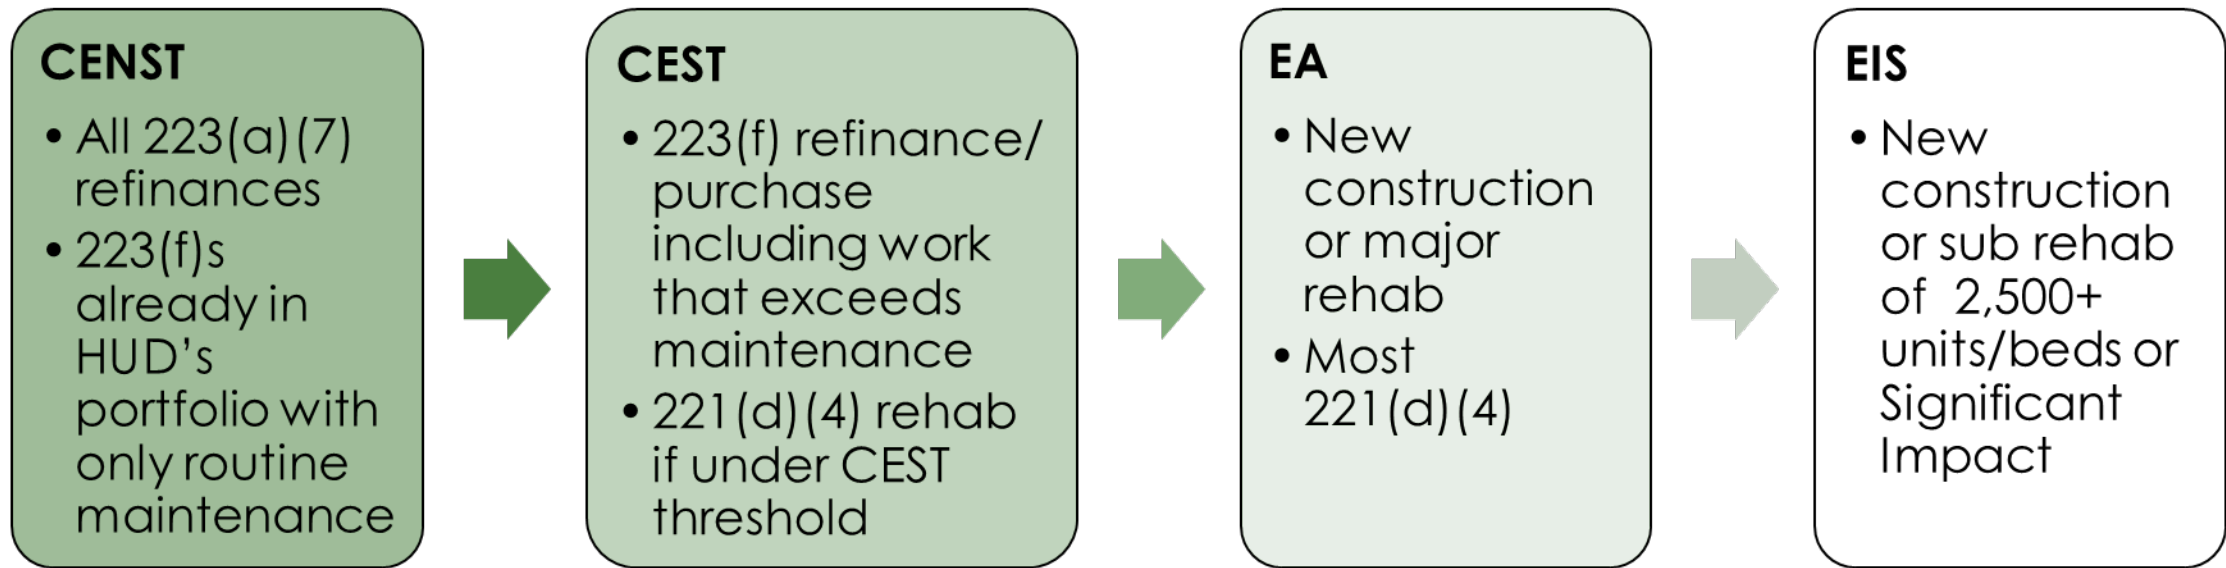 CENST
• All 223(a)(7)
refinances
• 223(f)s
already in
HUD’s
portfolio with
only routine
maintenance
CEST
• 223(f) refinance/
purchase
including work
that exceeds
maintenance
• 221(d)(4) rehab
if under CEST
threshold
EA
• New
construction
or major
rehab
• Most
221(d)(4)
EIS
• New
construction
or sub rehab
of 2,500+
units/beds or
Significant
Impact